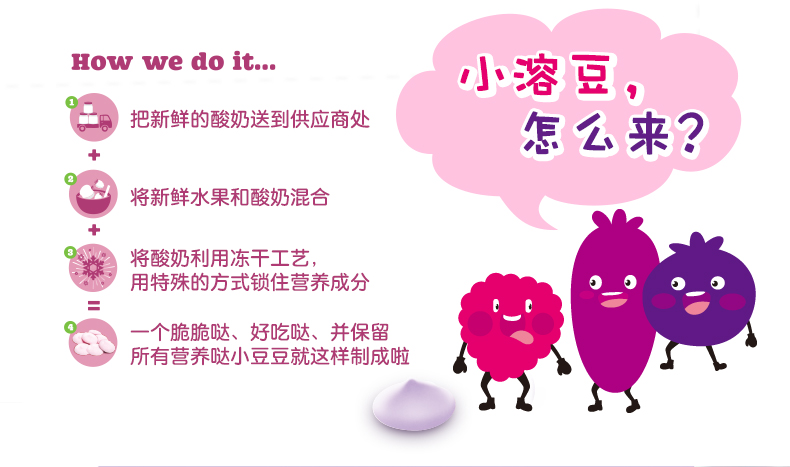 How we do it...
小溶豆，
怎么来？
1
把新鲜的酸奶送到供应商处
+
2
将新鲜水果和酸奶混合
+
3
将酸奶利用冻干工艺，
用特殊的方式锁住营养成分
=
4
一个脆脆哒、好吃哒、并保留
所有营养哒小豆豆就这样制成啦